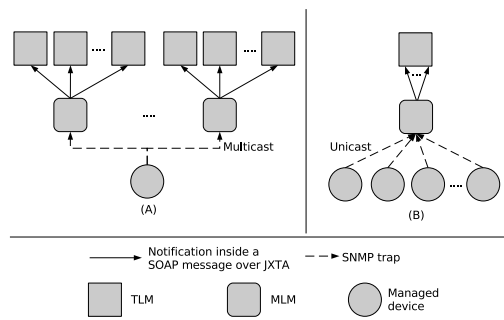 ....
....
....
....
Multicast
(A)
....
Unicast
....
(B)
Notification inside a
SOAP message over JXTA
SNMP trap
TLM
MLM
Managed
device